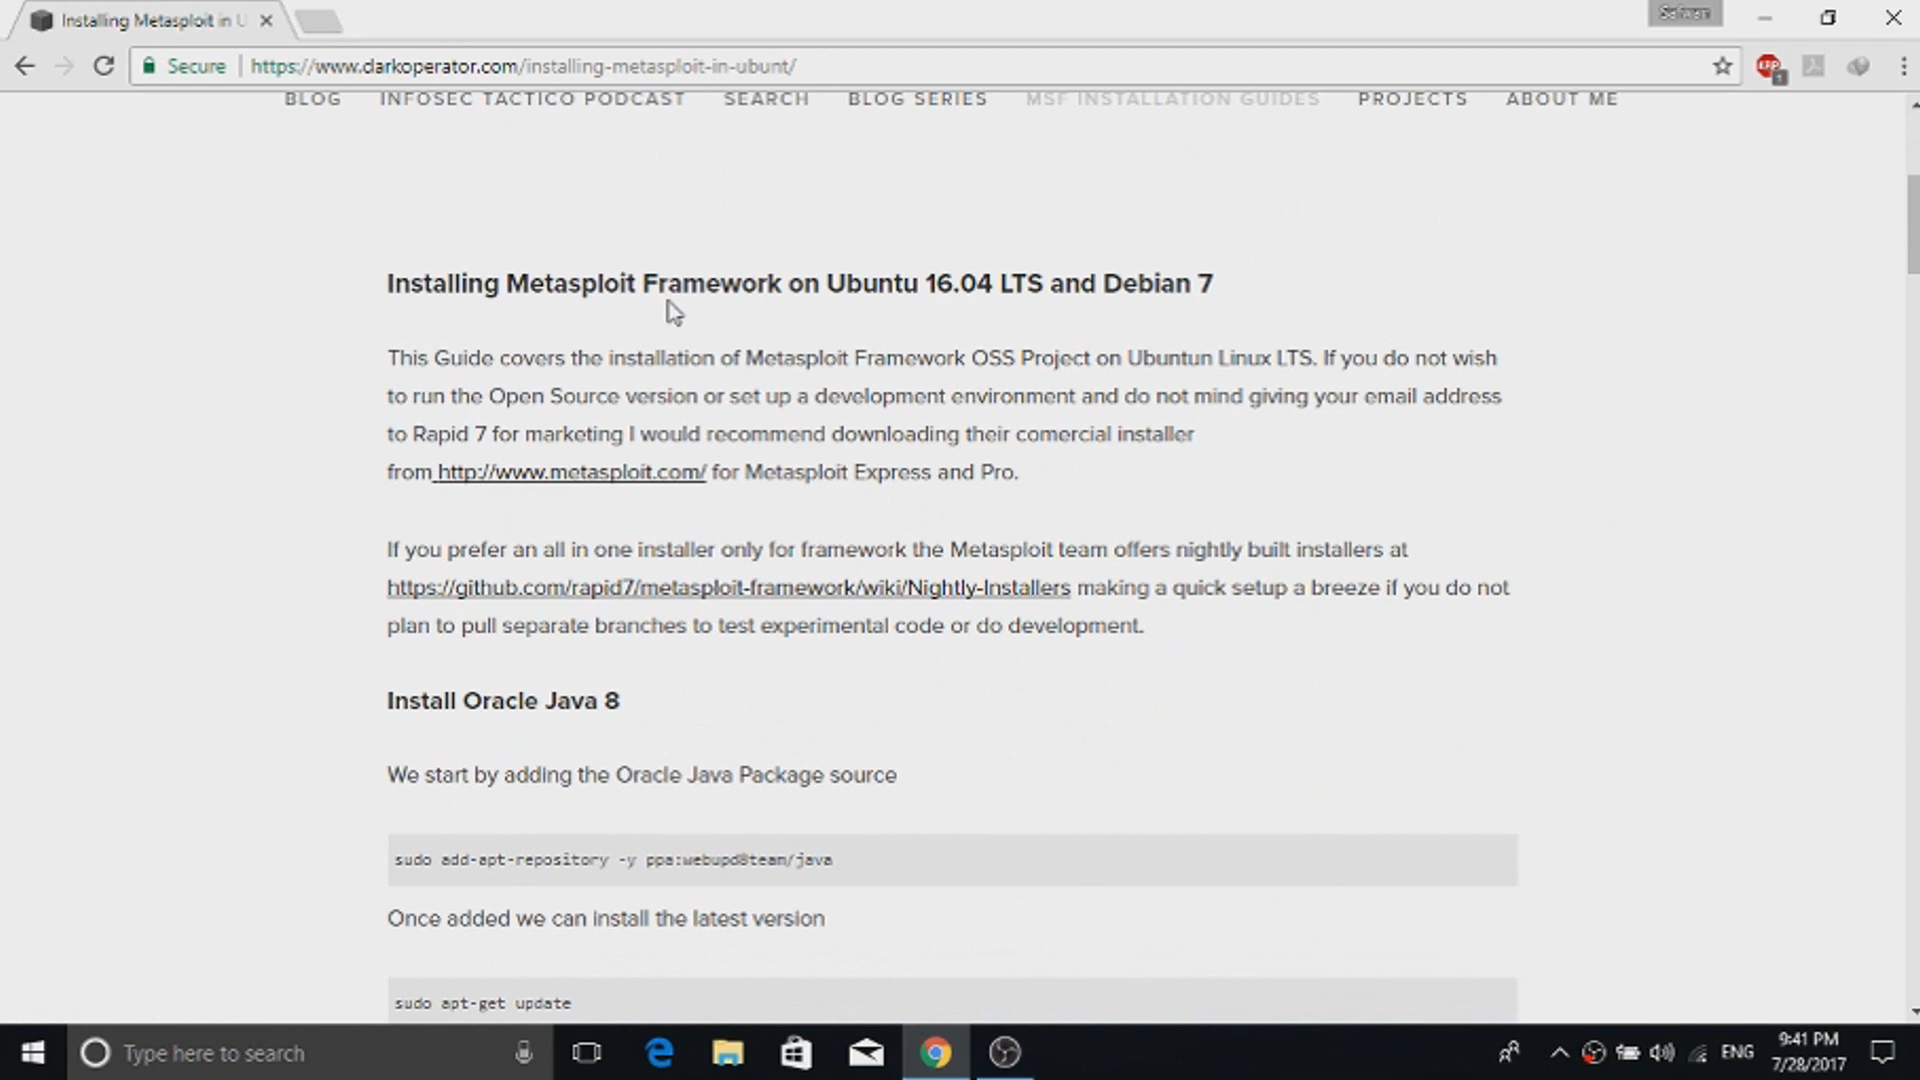 Installing Metasploit in U
Secure
https://www.darkoperator.com/installing-metasploit-in-ubunt/
BLOG INFOSEC TACTICO PODCAST SEARCH BLOG SERIES MSF INSTALLATION GUIDES PROJECTS ABOUT ME
Installing Metasploit Framework on Ubuntu 16.04 LTS and Debian 7
This Guide covers the installation of Metasploit Framework OSS Project on Ubuntun Linux LTS. If you do not wish
to run the Open Source version or set up a development environment and do not mind giving your email address
to Rapid 7 for marketing I would recommend downloading their comercial installer
from http://www.metasploit.com/ for Metasploit Express and Pro.
If you prefer an all in one installer only for framework the Metasploit team offers nightly built installers at
https://github.com/rapid7/metasploit-framework/wiki/Nightly-Installers making a quick setup a breeze if you do not
plan to pull separate branches to test experimental code or do development.
Install Oracle Java 8
We start by adding the Oracle Java Package source
sudo add-apt-repository -y ppa:webupd8team/java
Once added we can install the latest version
sudo apt-get update
Type here to search
ENG
9:41 PM
7/28/2017